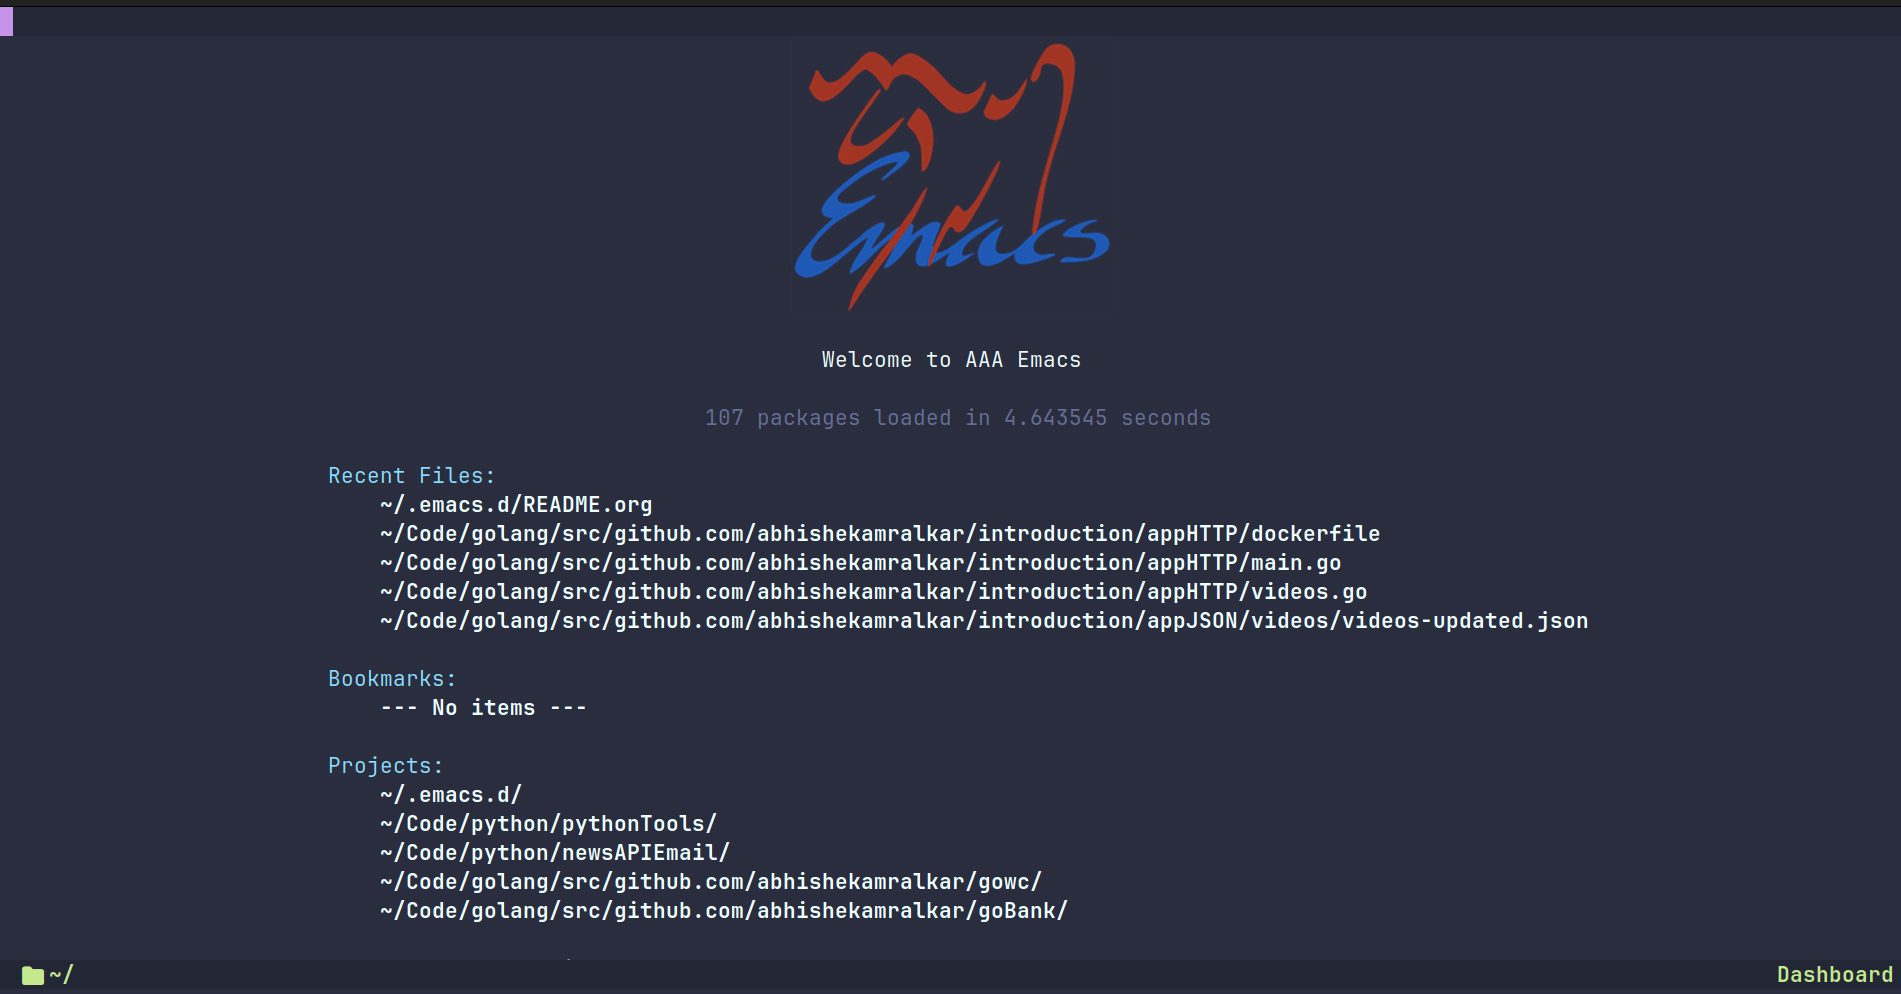 Emacs
Welcome to AAA Emacs
107 packages loaded in 4.643545 seconds
Recent Files:
~/.emacs.d/README.org
~/Code/golang/src/github.com/abhishekamralkar/introduction/appHTTP/dockerfile
~/Code/golang/src/github.com/abhishekamralkar/introduction/appHTTP/main.go
~/Code/golang/src/github.com/abhishekamralkar/introduction/appHTTP/videos.go
~/Code/golang/src/github.com/abhishekamralkar/introduction/appJSON/videos/videos-updated.json
Bookmarks:
--- No items ---
Projects:
~/.emacs.d/
~/Code/python/pythonTools/
~/Code/python/newsAPIEmail/
~/Code/golang/src/github.com/abhishekamralkar/gowc/
~/Code/golang/src/github.com/abhishekamralkar/goBank/
~/ Dashboard